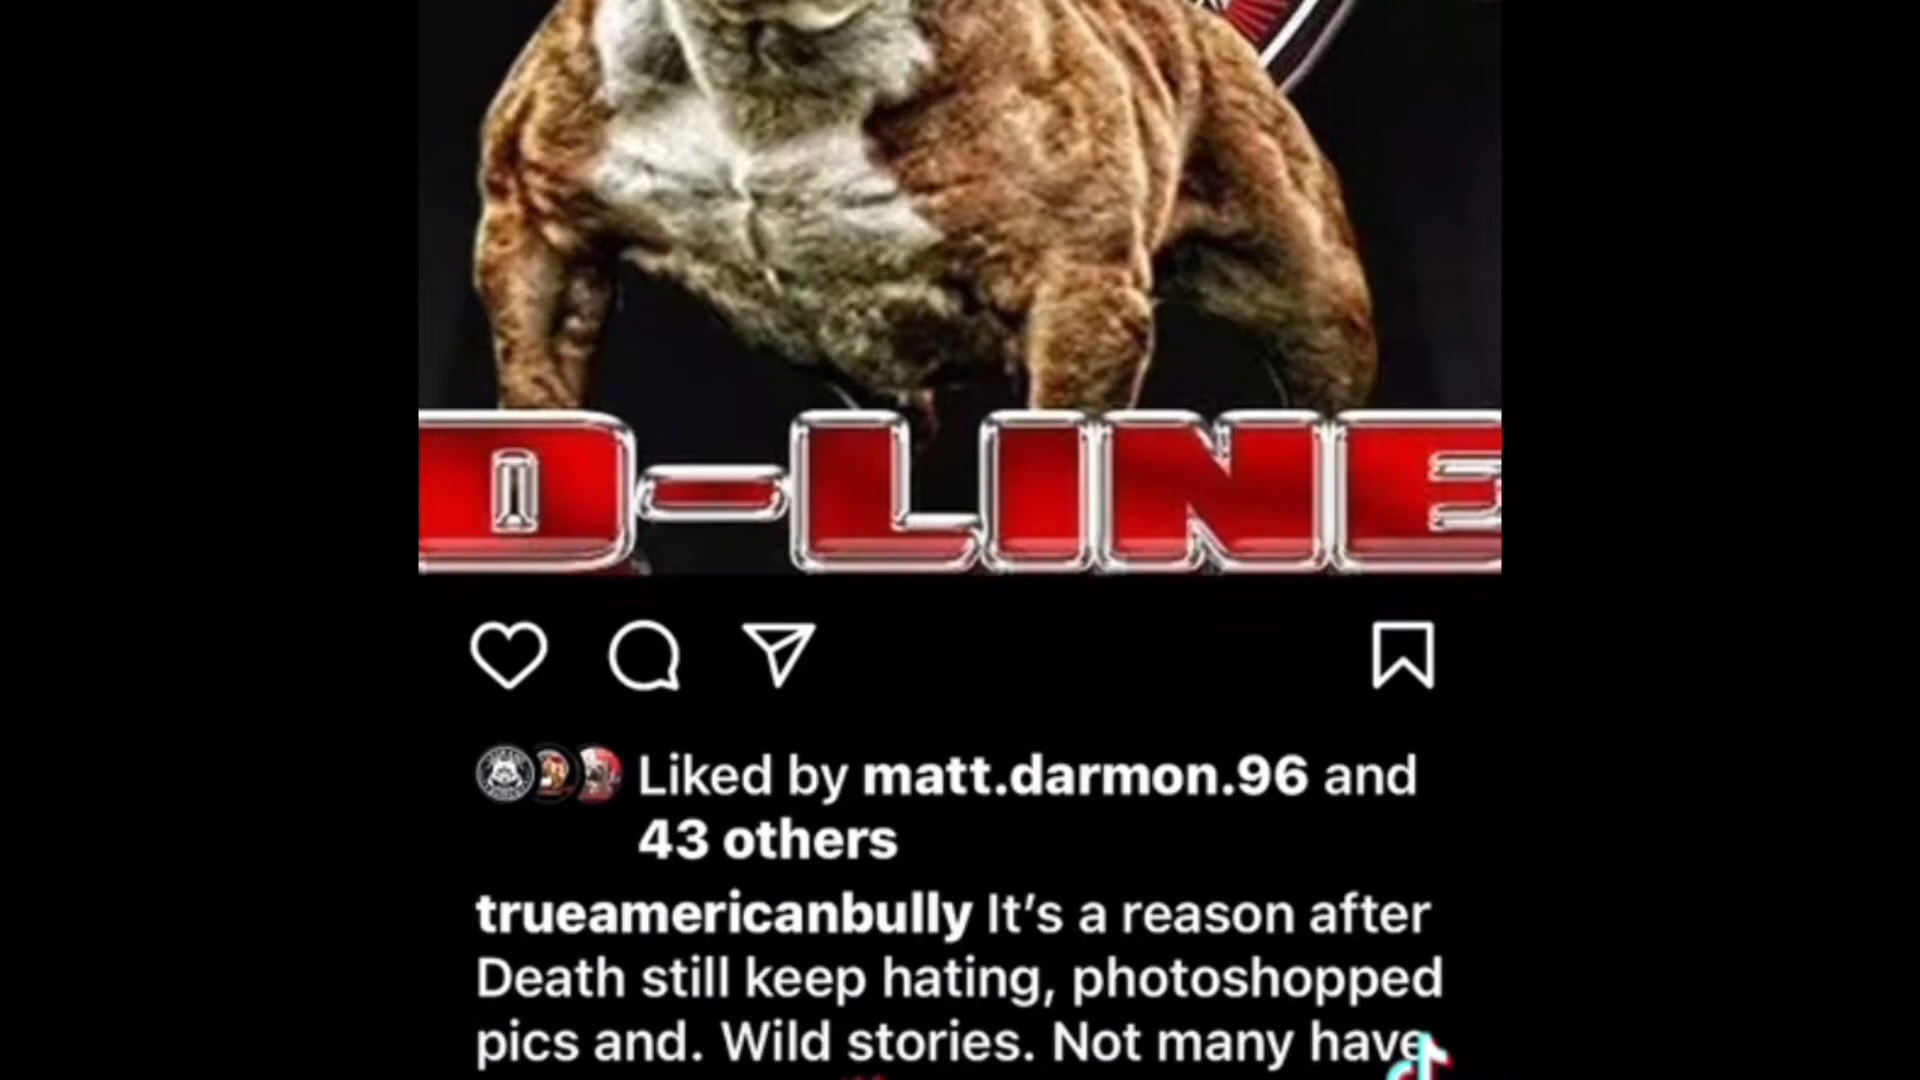 D-LINE
Liked by matt.darmon.96 and
43 others
trueamericanbully It’s a reason after
Death still keep hating, photoshopped
pics and. Wild stories. Not many have